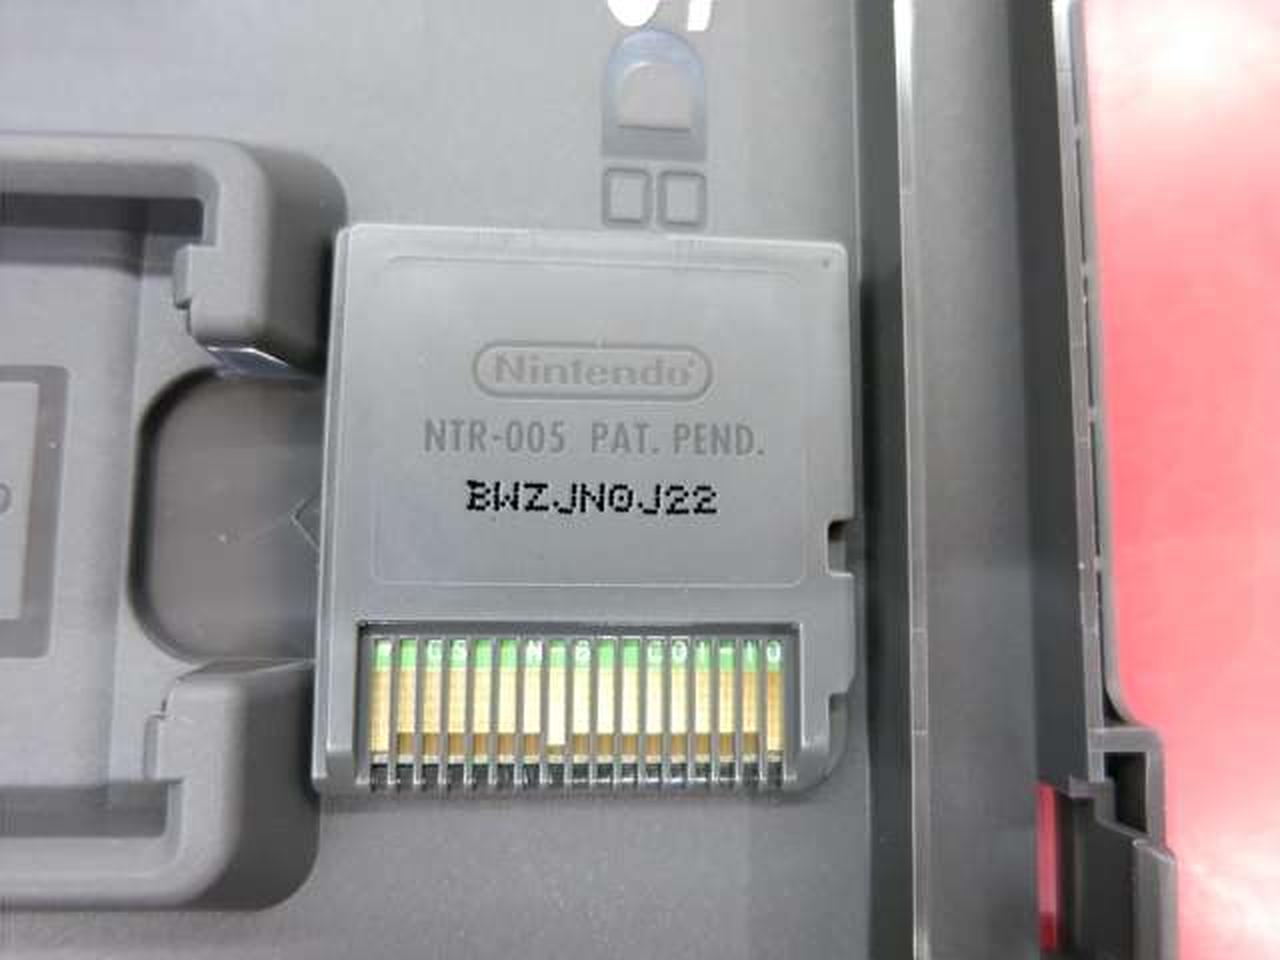 Nintendo
NTR-005 PAT. PEND.
BWZJN0J22